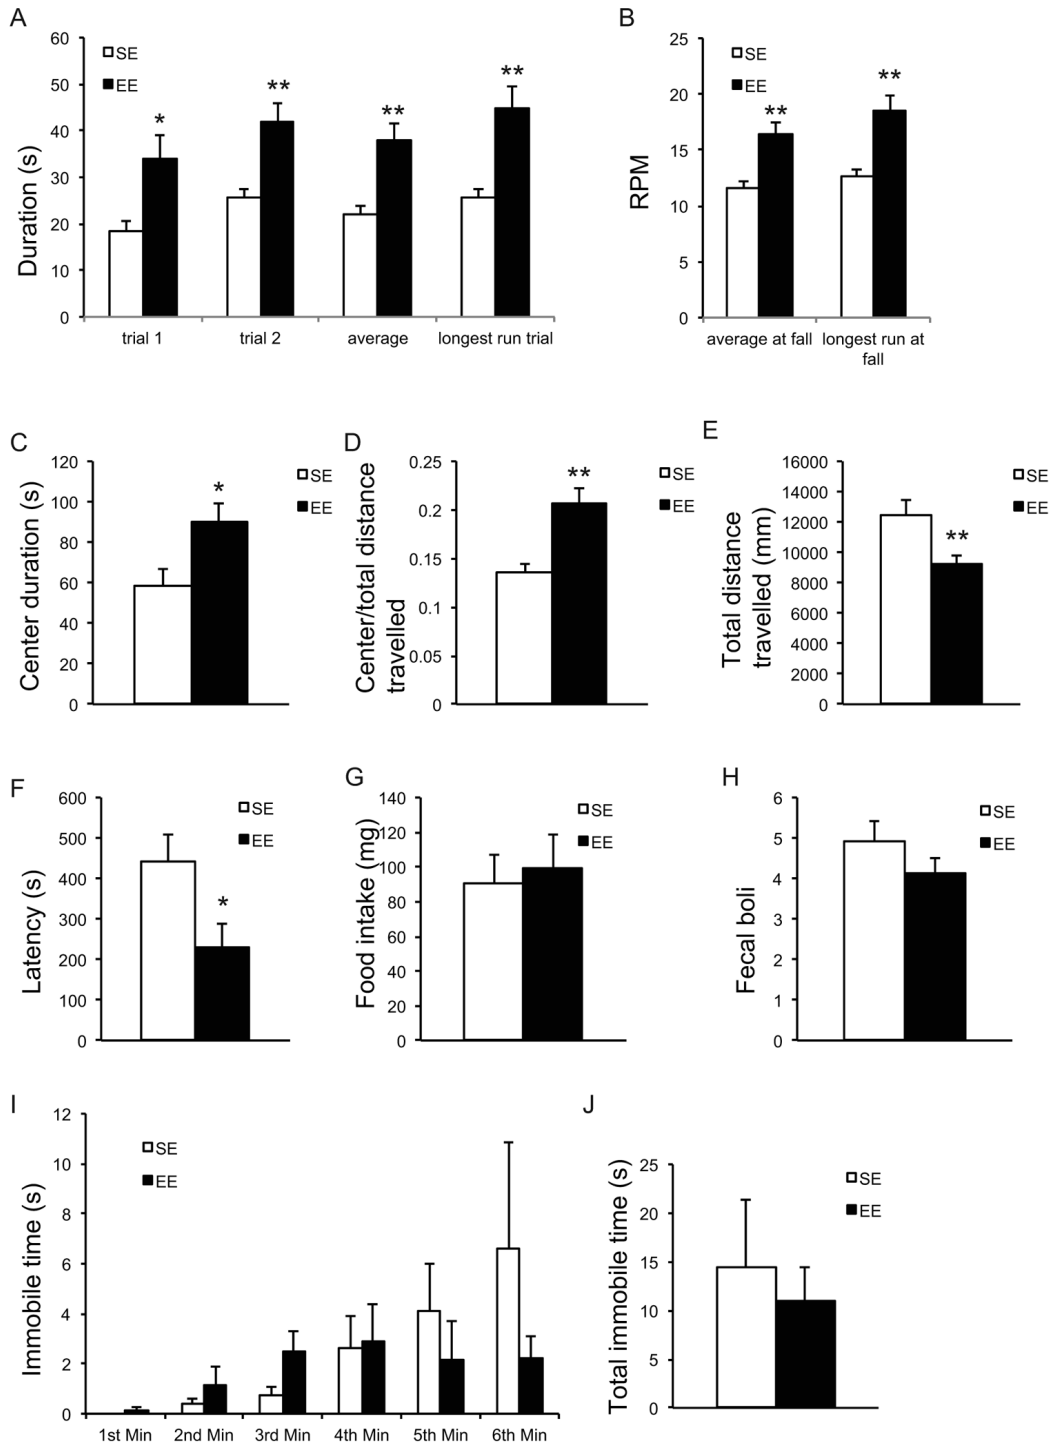 A
Duration (s)
60
50
40
30
20
10
0
SE
EE
*
**
**
**
trial 1
trial 2
average
longest run trial
B
RPM
25
20
15
10
5
0
SE
EE
**
**
average at fall
longest run at
fall
C
Center duration (s)
120
100
80
60
40
20
0
SE
EE
*
D
Center/total distance
travelled
0.25
0.2
0.15
0.1
0.05
0
SE
EE
**
E
Total distance
travelled (mm)
16000
14000
12000
10000
8000
6000
4000
2000
0
SE
EE
**
F
Latency (s)
600
500
400
300
200
100
0
SE
EE
*
G
Food intake (mg)
140
120
100
80
60
40
20
0
SE
EE
H
Fecal boli
6
5
4
3
2
1
0
SE
EE
I
Immobile time (s)
12
10
8
6
4
2
0
SE
EE
1st Min
2nd Min
3rd Min
4th Min
5th Min
6th Min
J
Total immobile time (s)
25
20
15
10
5
0
SE
EE